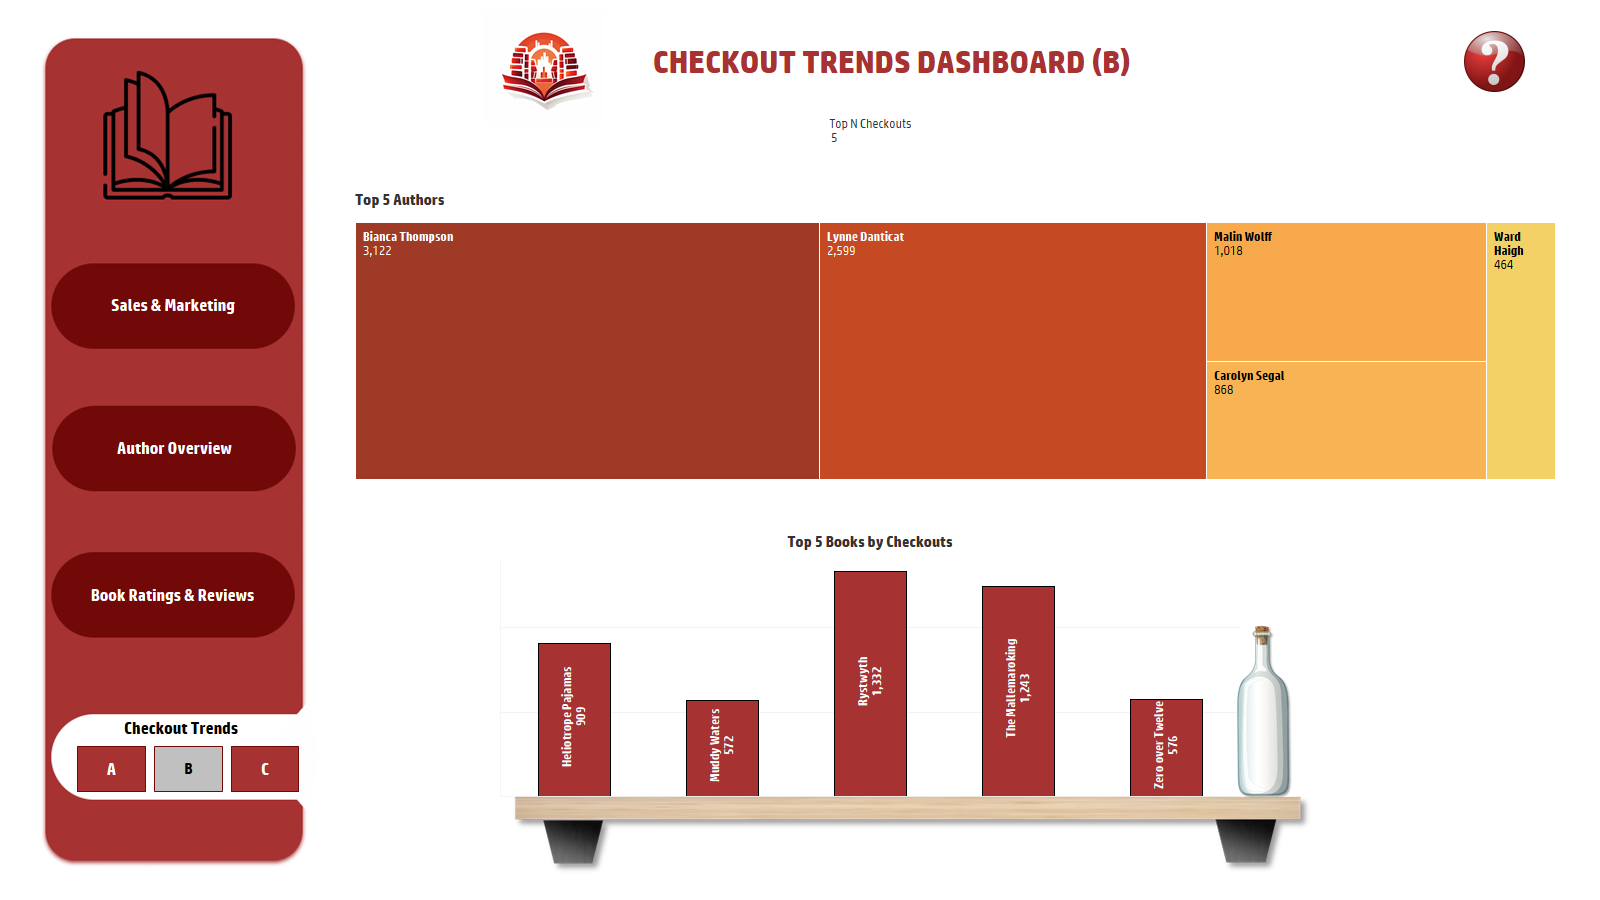 CHECKOUT TRENDS DASHBOARD (B)
?
Top N Checkouts
5
Sales & Marketing
Author Overview
Book Ratings & Reviews
Checkout Trends
A
B
C
Top 5 Authors
Bianca Thompson
3,122
Lynne Danticat
2,599
Malin Wolff
1,018
Carolyn Segal
868
Ward
Haigh
464
Top 5 Books by Checkouts
Heliotrope Pajamas
909
Muddy Waters
572
Rystwyth
1,332
The Mallemaroking
1,243
Zero over Twelve
576